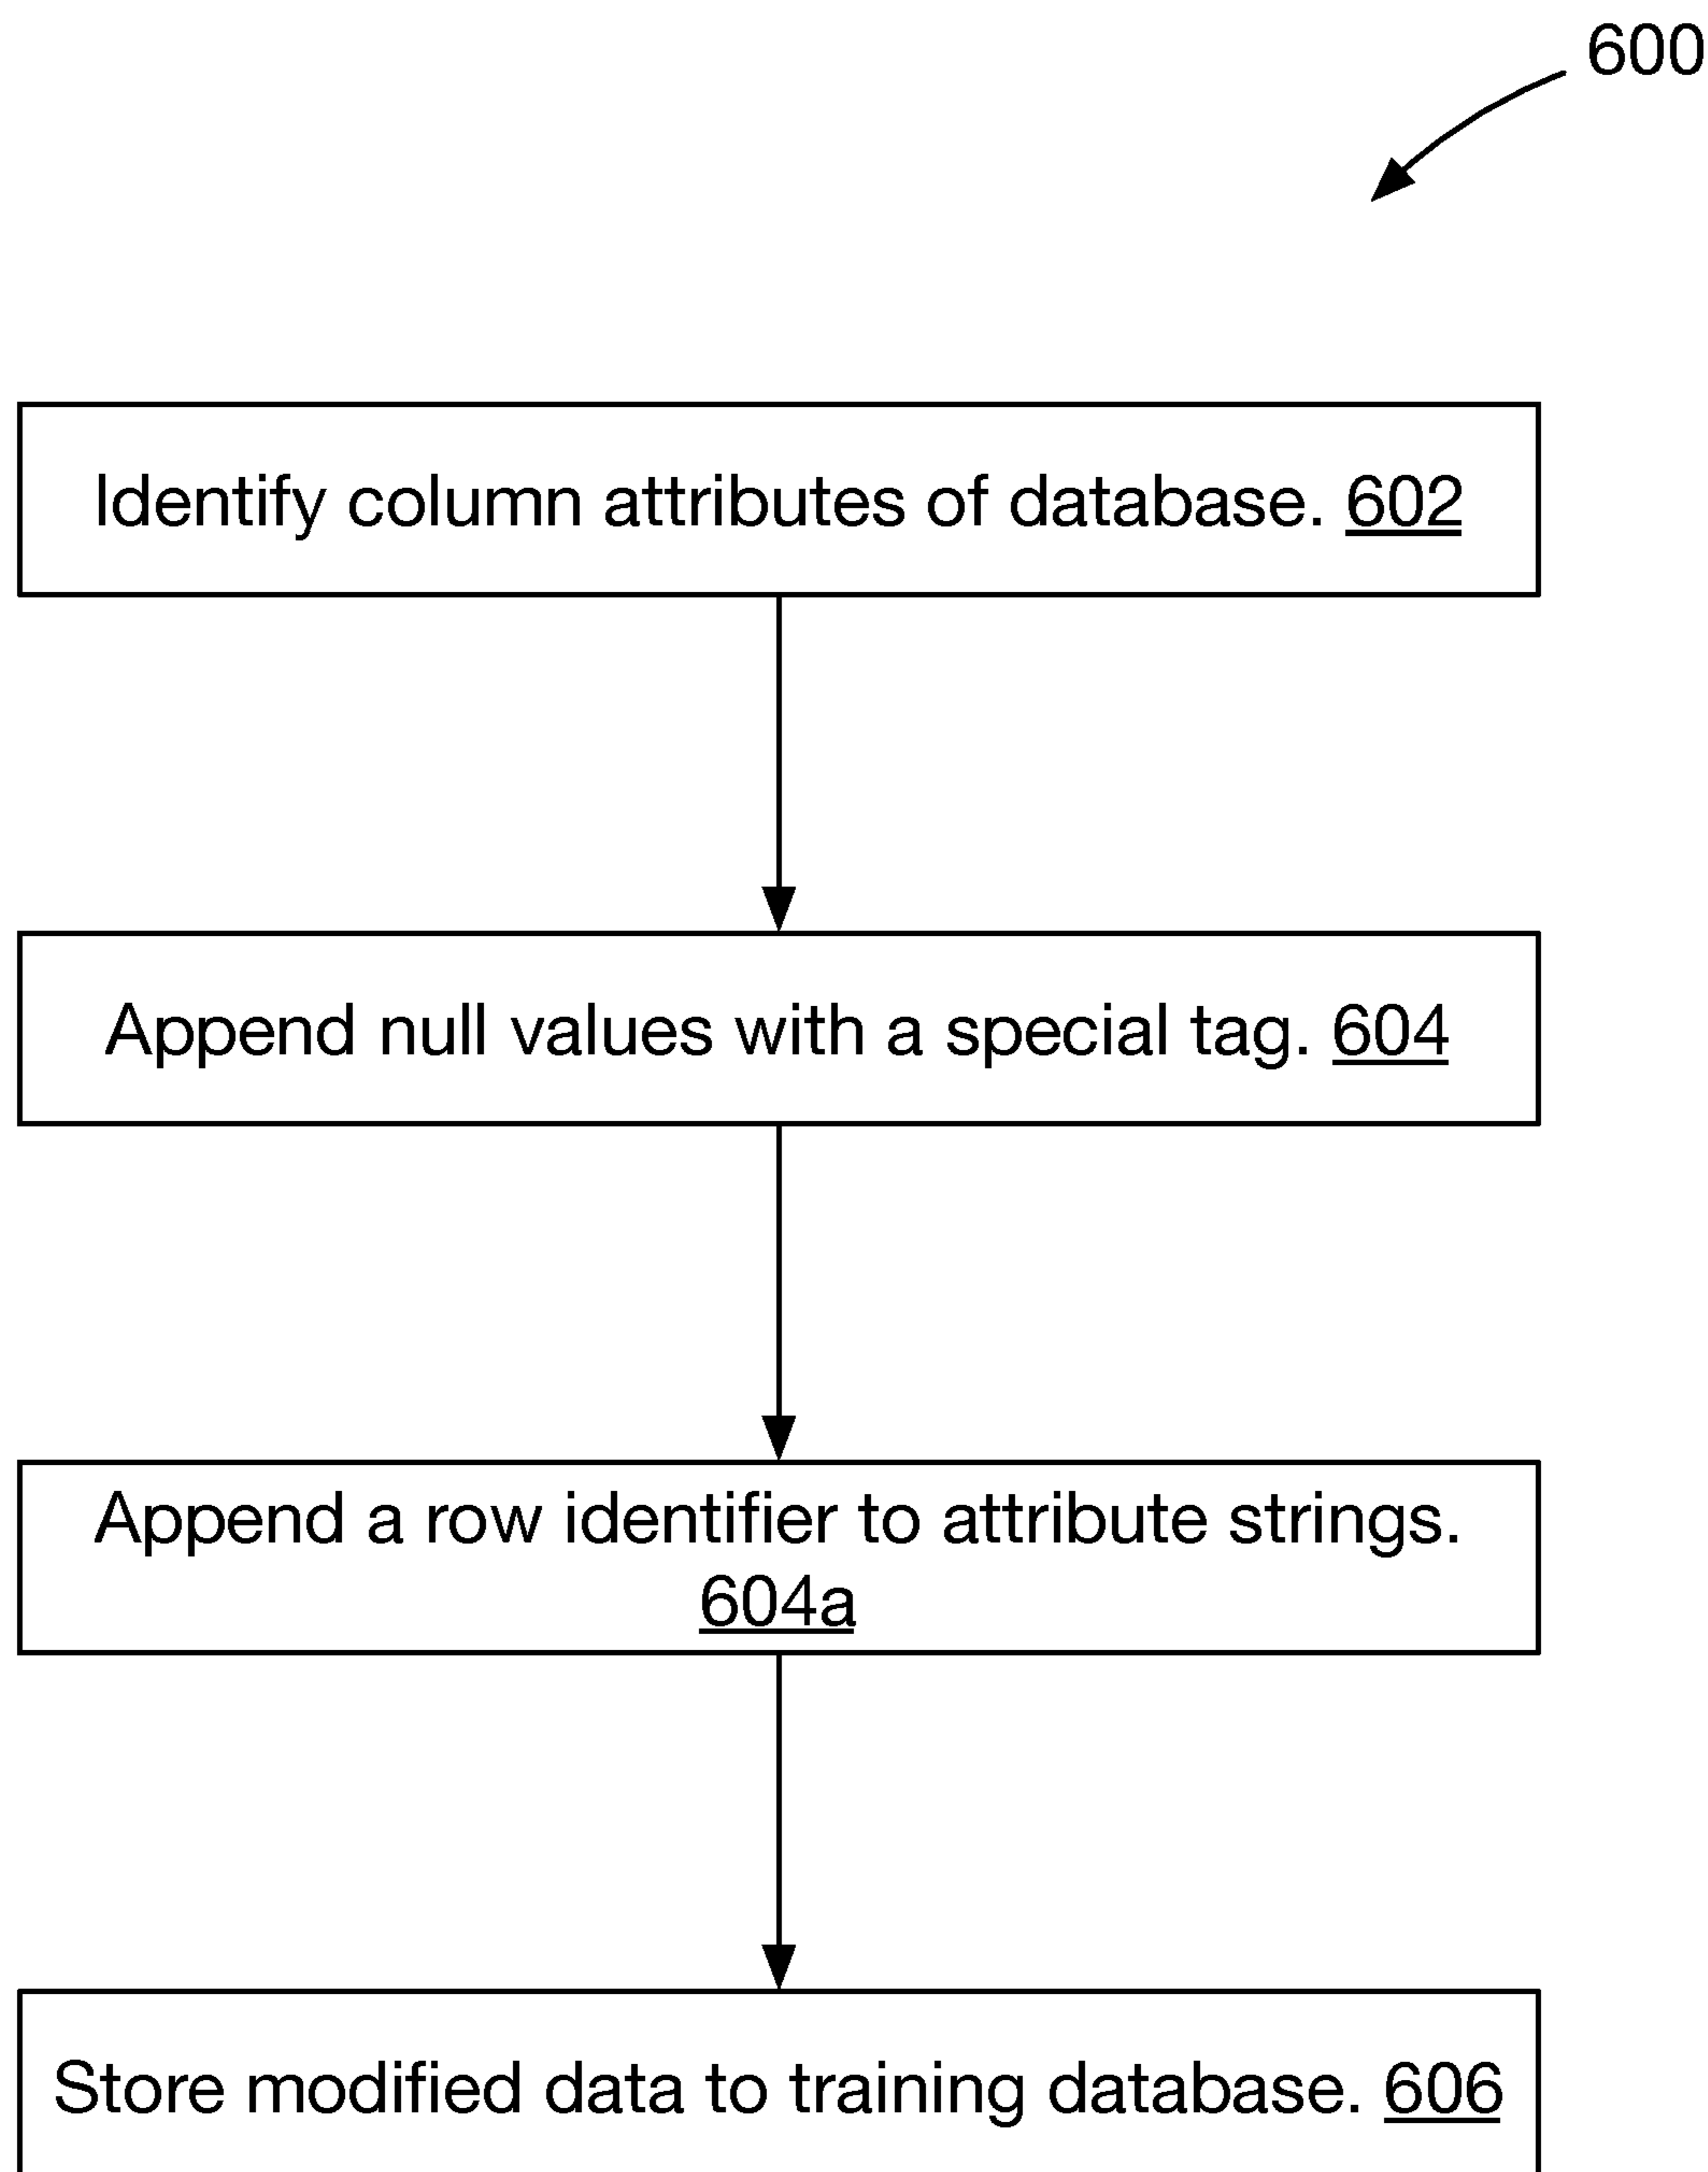 600
Identify column attributes of database. 602
Append null values with a special tag. 604
Append a row identifier to attribute strings.
604a
Store modified data to training database. 606